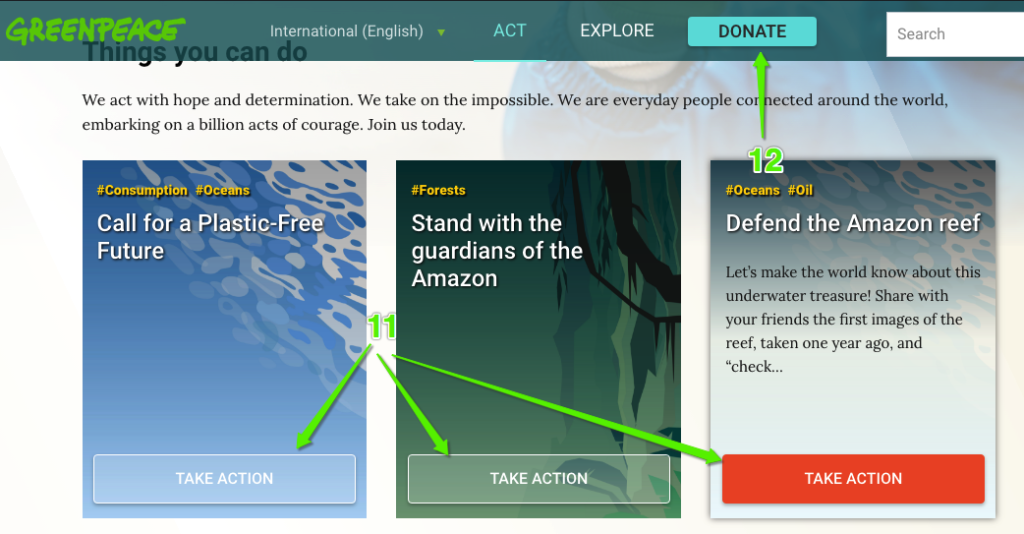 GREENPEACE
International (English) ▼
ACT
EXPLORE
DONATE
Search
Things you can do
We act with hope and determination. We take on the impossible. We are everyday people connected around the world,
embarking on a billion acts of courage. Join us today.
12
#Consumption #Oceans
Call for a Plastic-Free
Future
TAKE ACTION
#Forests
Stand with the
guardians of the
Amazon
TAKE ACTION
#Oceans #Oil
Defend the Amazon reef
Let’s make the world know about this
underwater treasure! Share with
your friends the first images of the
reef, taken one year ago, and
“check...
TAKE ACTION
11